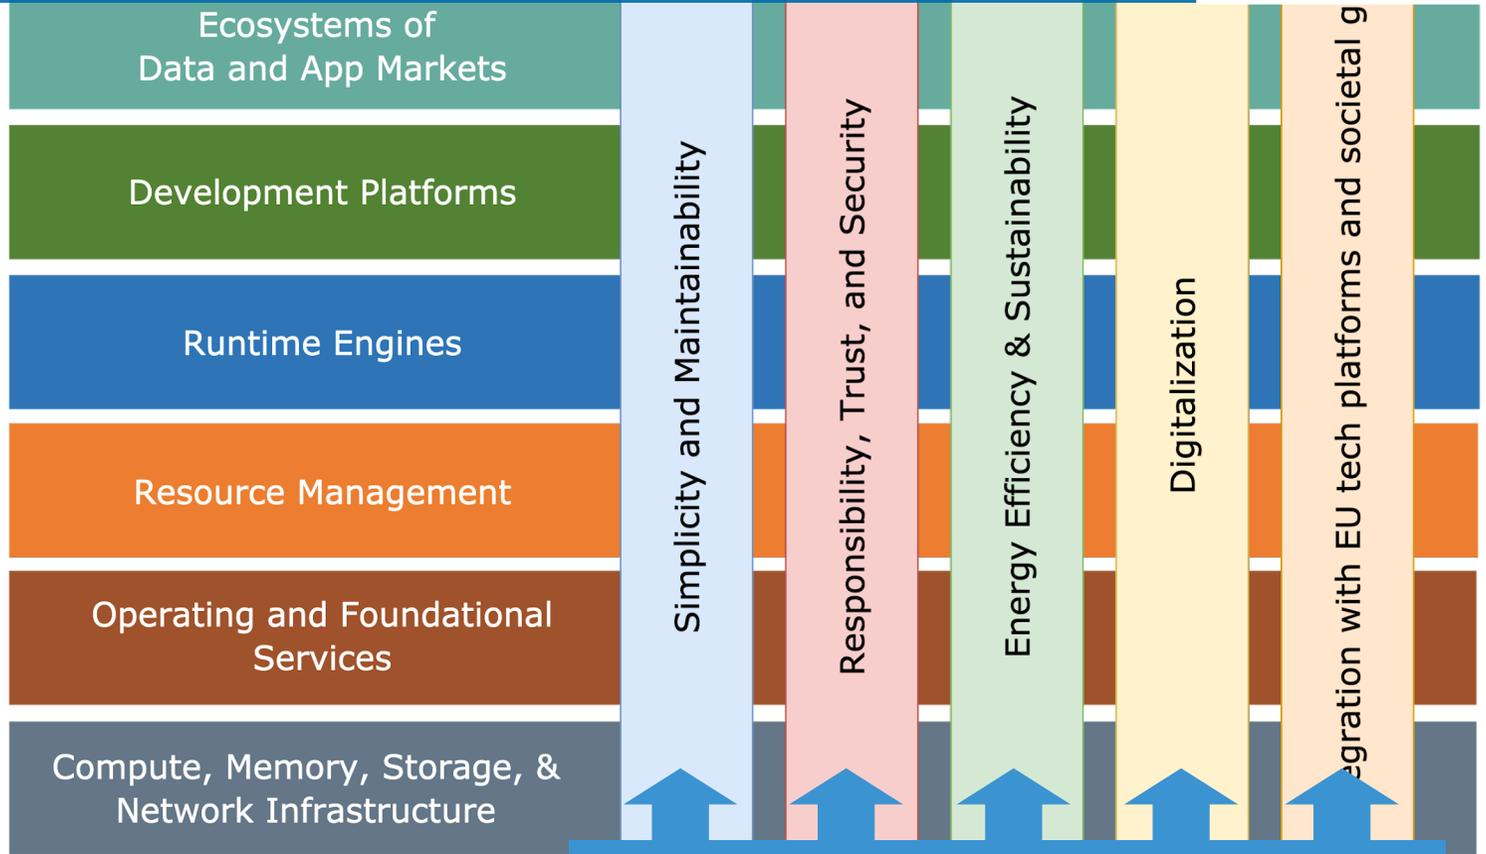 Ecosystems of
Data and App Markets
Development Platforms
Runtime Engines
Resource Management
Operating and Foundational
Services
Compute, Memory, Storage, &
Network Infrastructure
Simplicity and Maintainability
Responsibility, Trust, and Security
Energy Efficiency & Sustainability
Digitalization
with EU tech platforms and societal